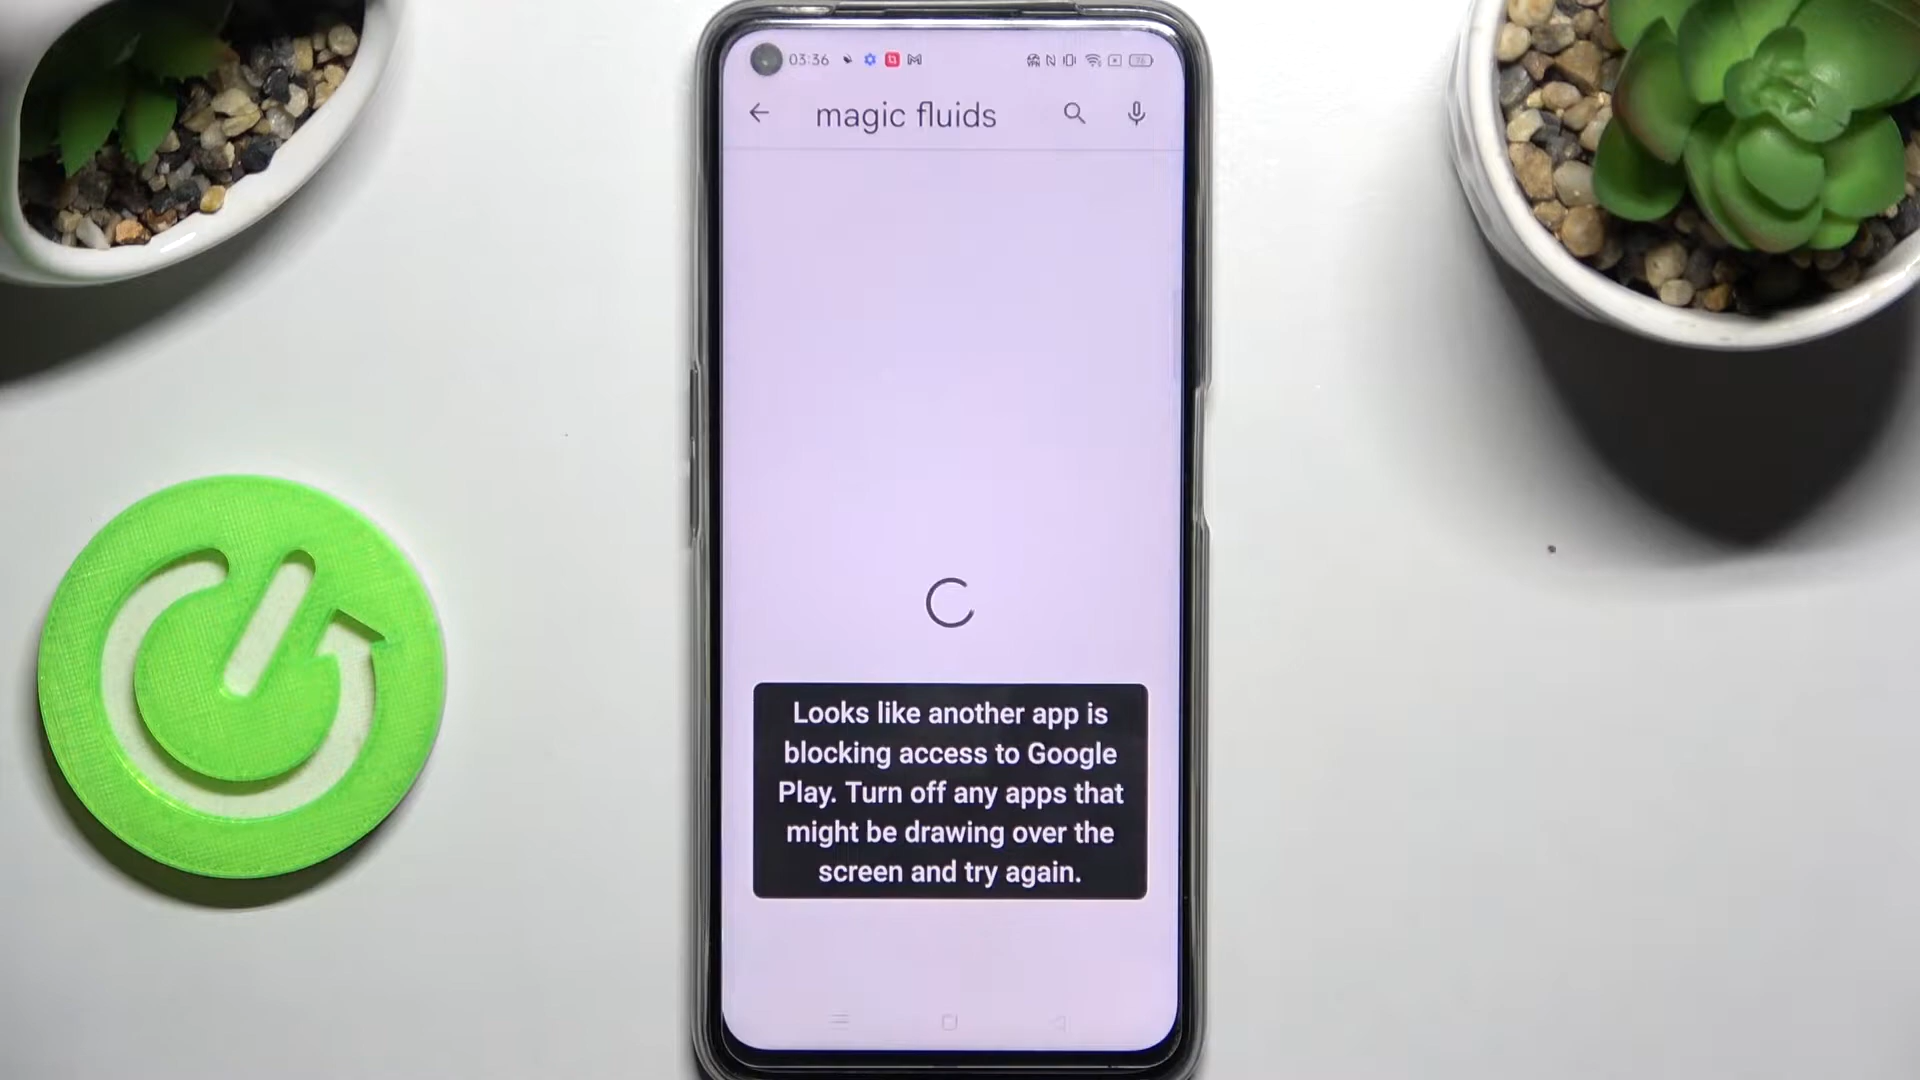 03:36
magic fluids
Looks like another app is
blocking access to Google
Play. Turn off any apps that
might be drawing over the
screen and try again.